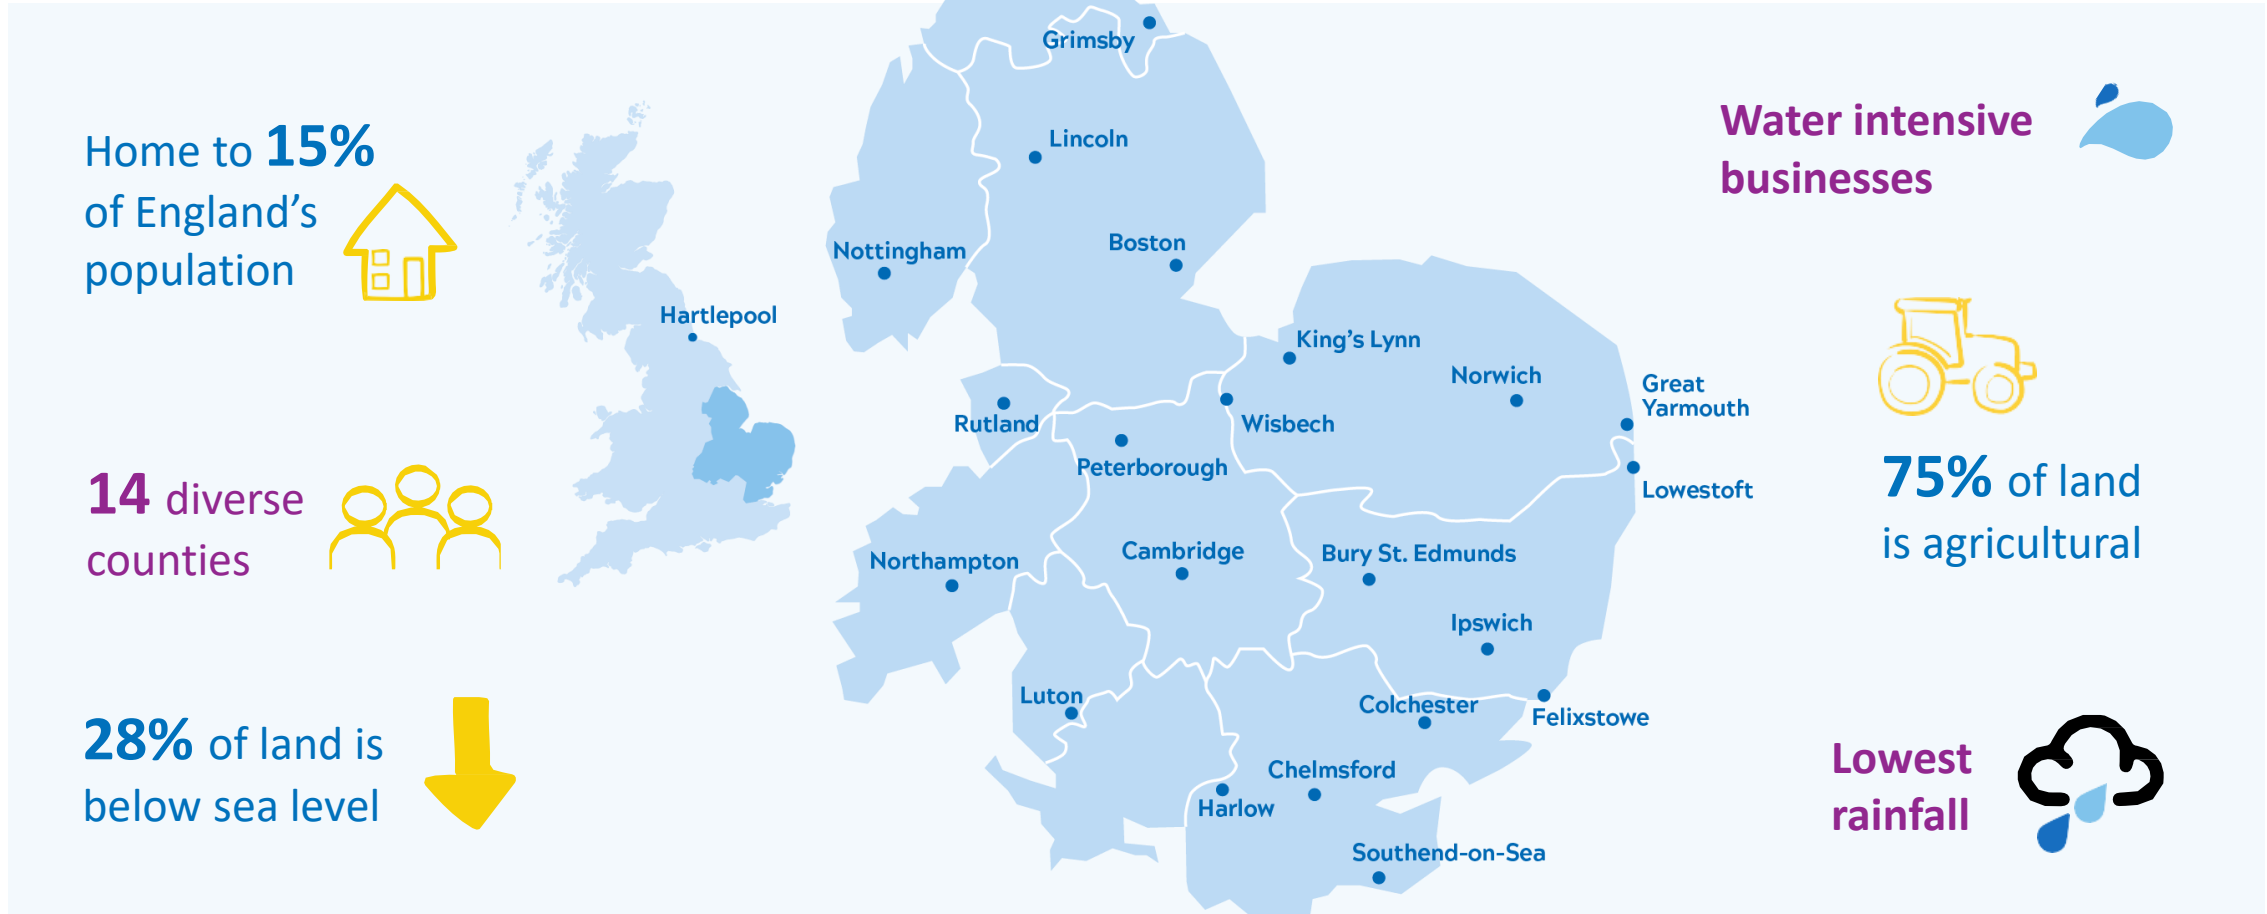 Home to 15%
of England's
population
14 diverse
counties
28% of land is
below sea level
Hartlepool
Grimsby
Lincoln
Nottingham
Boston
King's Lynn
Norwich
Great
Yarmouth
Rutland
Wisbech
Peterborough
Lowestoft
Northampton
Cambridge
Bury St. Edmunds
Ipswich
Luton
Colchester
Felixstowe
Chelmsford
Harlow
Southend-on-Sea
Water intensive
businesses
75% of land
is agricultural
Lowest
rainfall